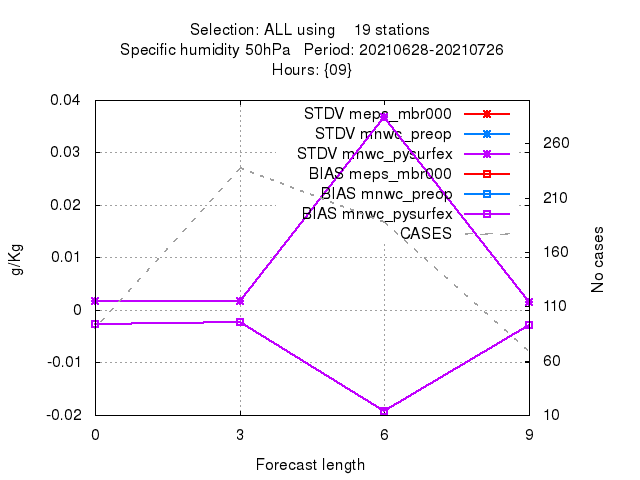 Selection: ALL using 19 stations
Specific humidity 50hPa Period: 20210628-20210726
Hours: {09}
0.04
0.03
0.02
0.01
0
-0.01
-0.02
g/Kg
STDV meps_mbr000
STDV mnwc_preop
STDV mnwc_pysurfex
BIAS meps_mbr000
BIAS mnwc_preop
BIAS mnwc_pysurfex
CASES
260
210
160
110
60
10
No cases
0 3 6 9
Forecast length